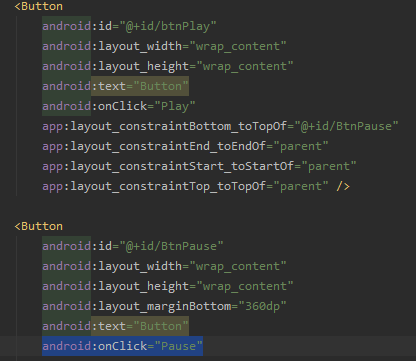 <Button
android:id="@+id/btnPlay"
android:layout_width="wrap_content"
android:layout_height="wrap_content"
android:text="Button"
android:onClick="Play"
app:layout_constraintBottom_toTopOf="@+id/BtnPause"
app:layout_constraintEnd_toEndOf="parent"
app:layout_constraintStart_toStartOf="parent"
app:layout_constraintTop_toTopOf="parent" />
<Button
android:id="@+id/BtnPause"
android:layout_width="wrap_content"
android:layout_height="wrap_content"
android:layout_marginBottom="360dp"
android:text="Button"
android:onClick="Pause"